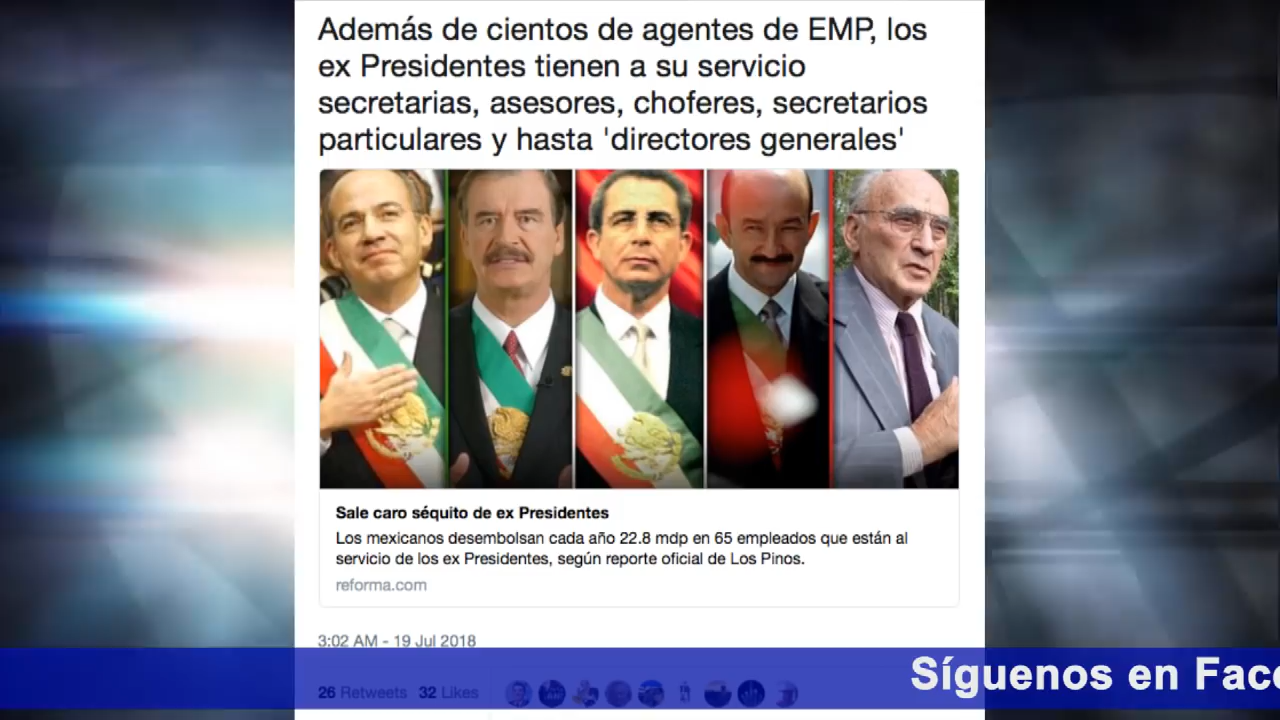 Además de cientos de agentes de EMP, los
ex Presidentes tienen a su servicio
secretarias, asesores, choferes, secretarios
particulares y hasta 'directores generales'
Sale caro séquito de ex Presidentes
Los mexicanos desembolsan cada año 22.8 mdp en 65 empleados que están al
servicio de los ex Presidentes, según reporte oficial de Los Pinos.
reforma.com
3:02 AM - 19 Jul 2018
Síguenos en Face
26 Retweets 32 Likes